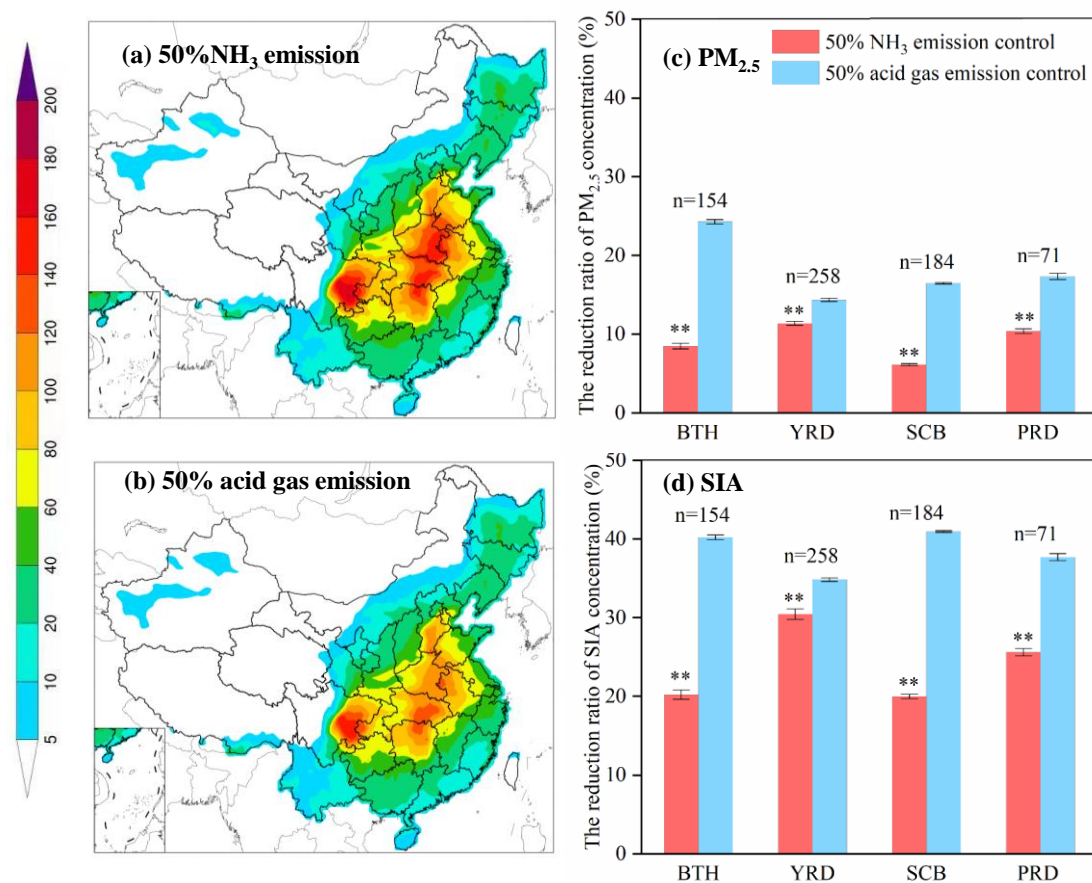 (a) 50%NH3 emission
200
180
160
140
120
100
80
60
40
20
10
5
(b) 50% acid gas emission
(c) PM2.5
50% NH3 emission control
50% acid gas emission control
The reduction ratio of PM2.5 concentration (%)
50
40
30
20
10
0
n=154
n=258
n=184
n=71
**
**
**
**
BTH
YRD
SCB
PRD
(d) SIA
The reduction ratio of SIA concentration (%)
50
40
30
20
10
0
n=154
n=258
n=184
n=71
**
**
**
**
BTH
YRD
SCB
PRD